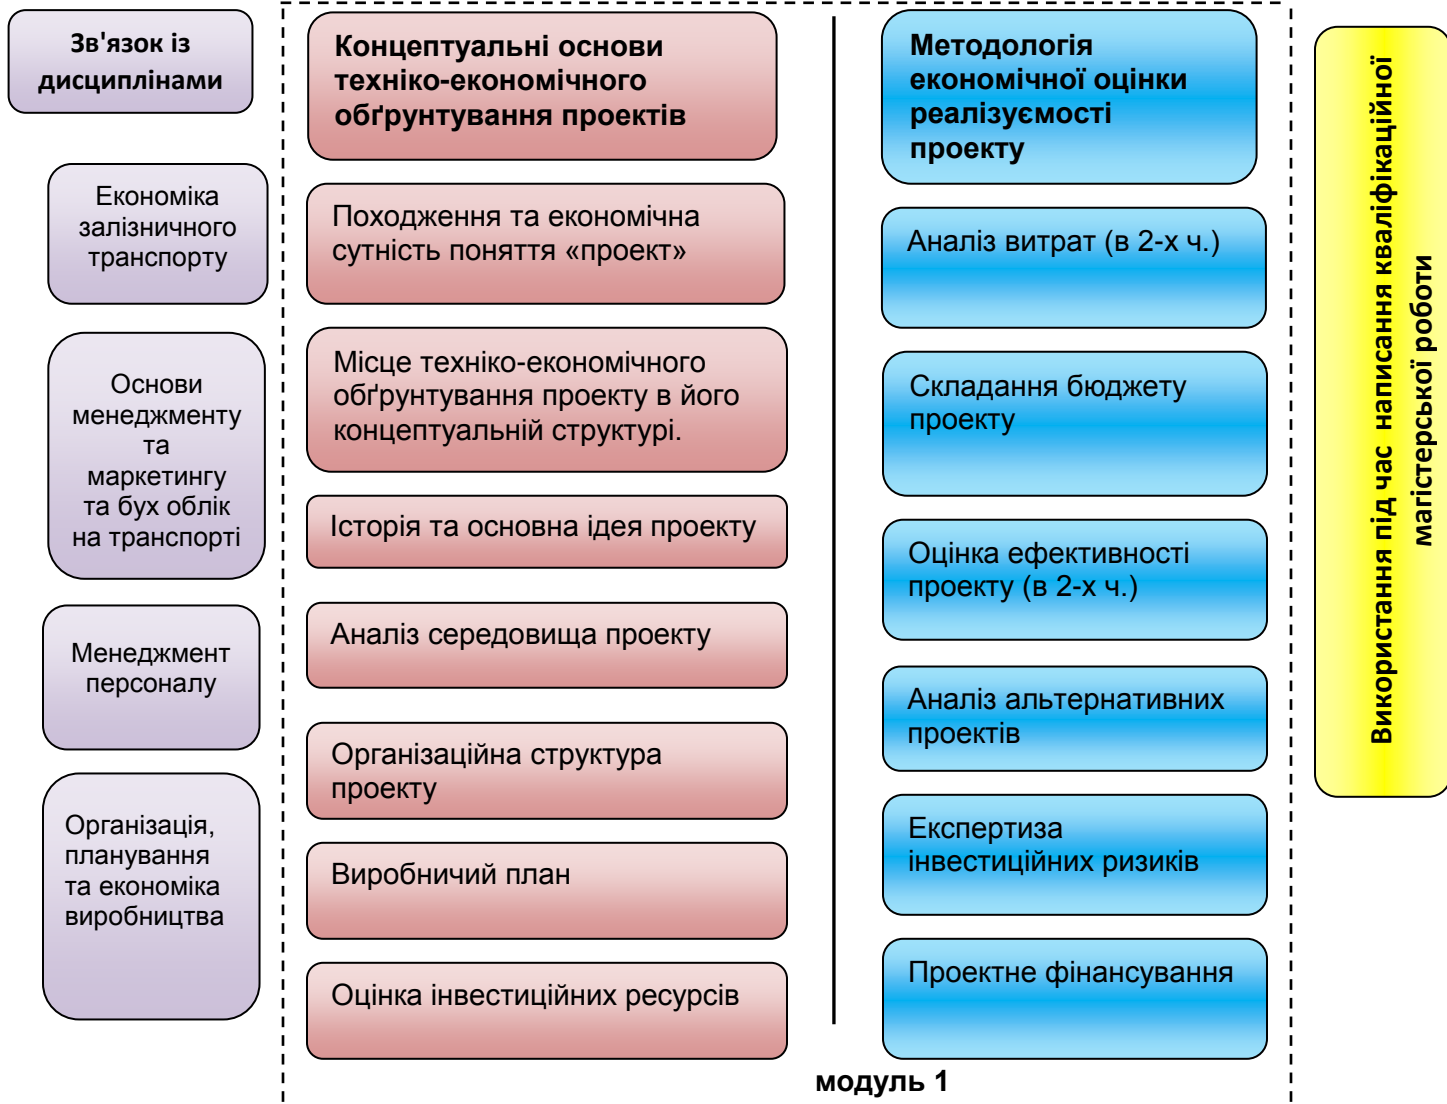 Зв'язок із
дисциплінами
Економіка
залізничного
транспорту
Основи
менеджменту
та
маркетингу
та бух облік
на транспорті
Менеджмент
персоналу
Організація,
планування
та економіка
виробництва
Концептуальні основи
техніко-економічного
обґрунтування проектів
Походження та економічна
сутність поняття «проект»
Місце техніко-економічного
обґрунтування проекту в його
концептуальній структурі.
Історія та основна ідея проекту
Аналіз середовища проекту
Організаційна структура
проекту
Виробничий план
Оцінка інвестиційних ресурсів
Методологія
економічної оцінки
реалізуємості
проекту
Аналіз витрат (в 2-х ч.)
Складання бюджету
проекту
Оцінка ефективності
проекту (в 2-х ч.)
Аналіз альтернативних
проектів
Експертиза
інвестиційних ризиків
Проектне фінансування
модуль 1
Використання під час написання кваліфікаційної
магістерської роботи